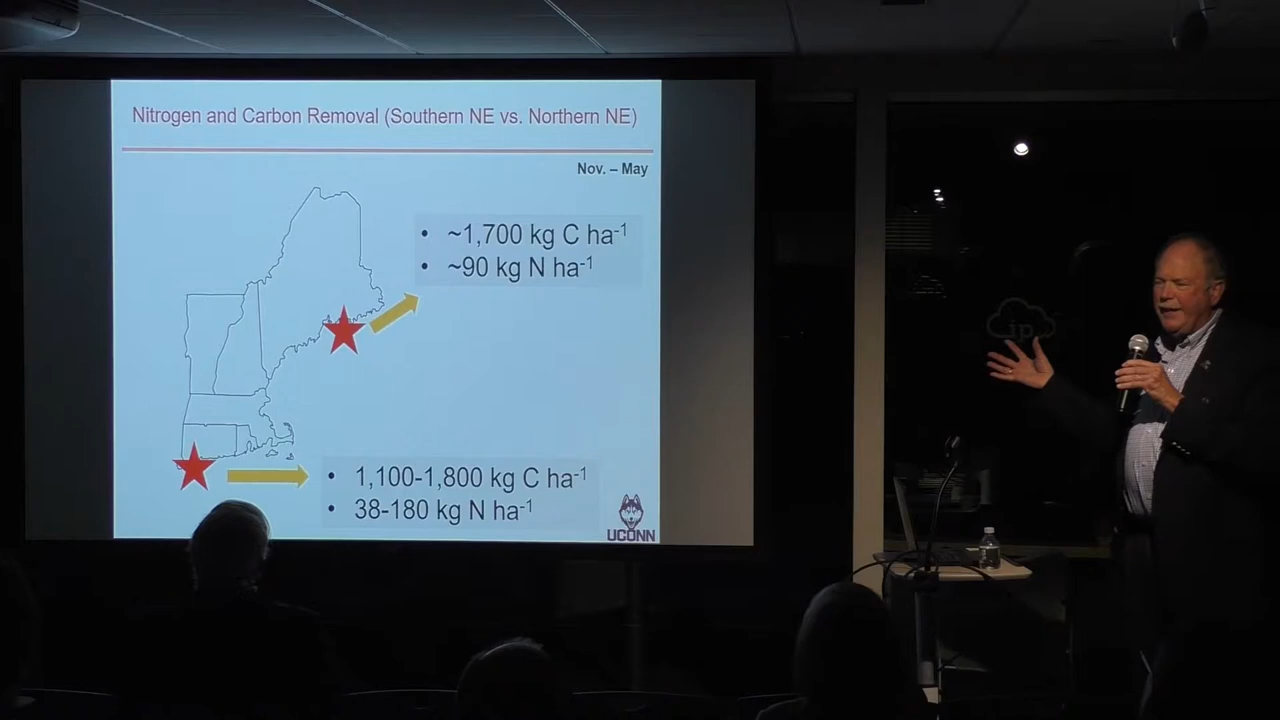 Nitrogen and Carbon Removal (Southern NE vs. Northern NE)
Nov. – May
• ~1,700 kg C ha⁻¹
• ~90 kg N ha⁻¹
• 1,100-1,800 kg C ha⁻¹
• 38-180 kg N ha⁻¹
UCONN
ip